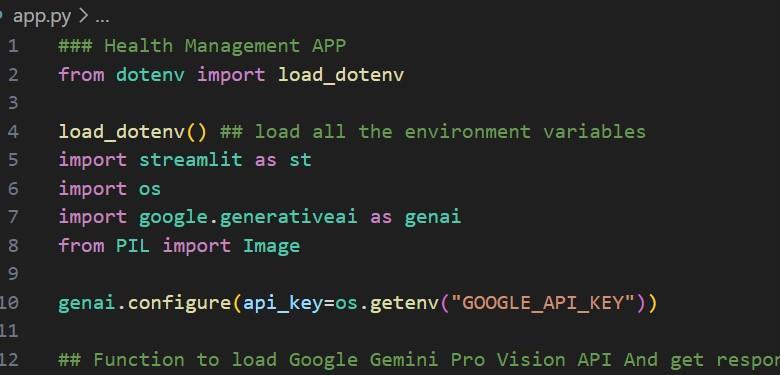 app.py > ...
1 ### Health Management APP
2 from dotenv import load_dotenv
3
4 load_dotenv() ## load all the environment variables
5 import streamlit as st
6 import os
7 import google.generativeai as genai
8 from PIL import Image
9
10 genai.configure(api_key=os.getenv("GOOGLE_API_KEY"))
11
12 ## Function to load Google Gemini Pro Vision API And get